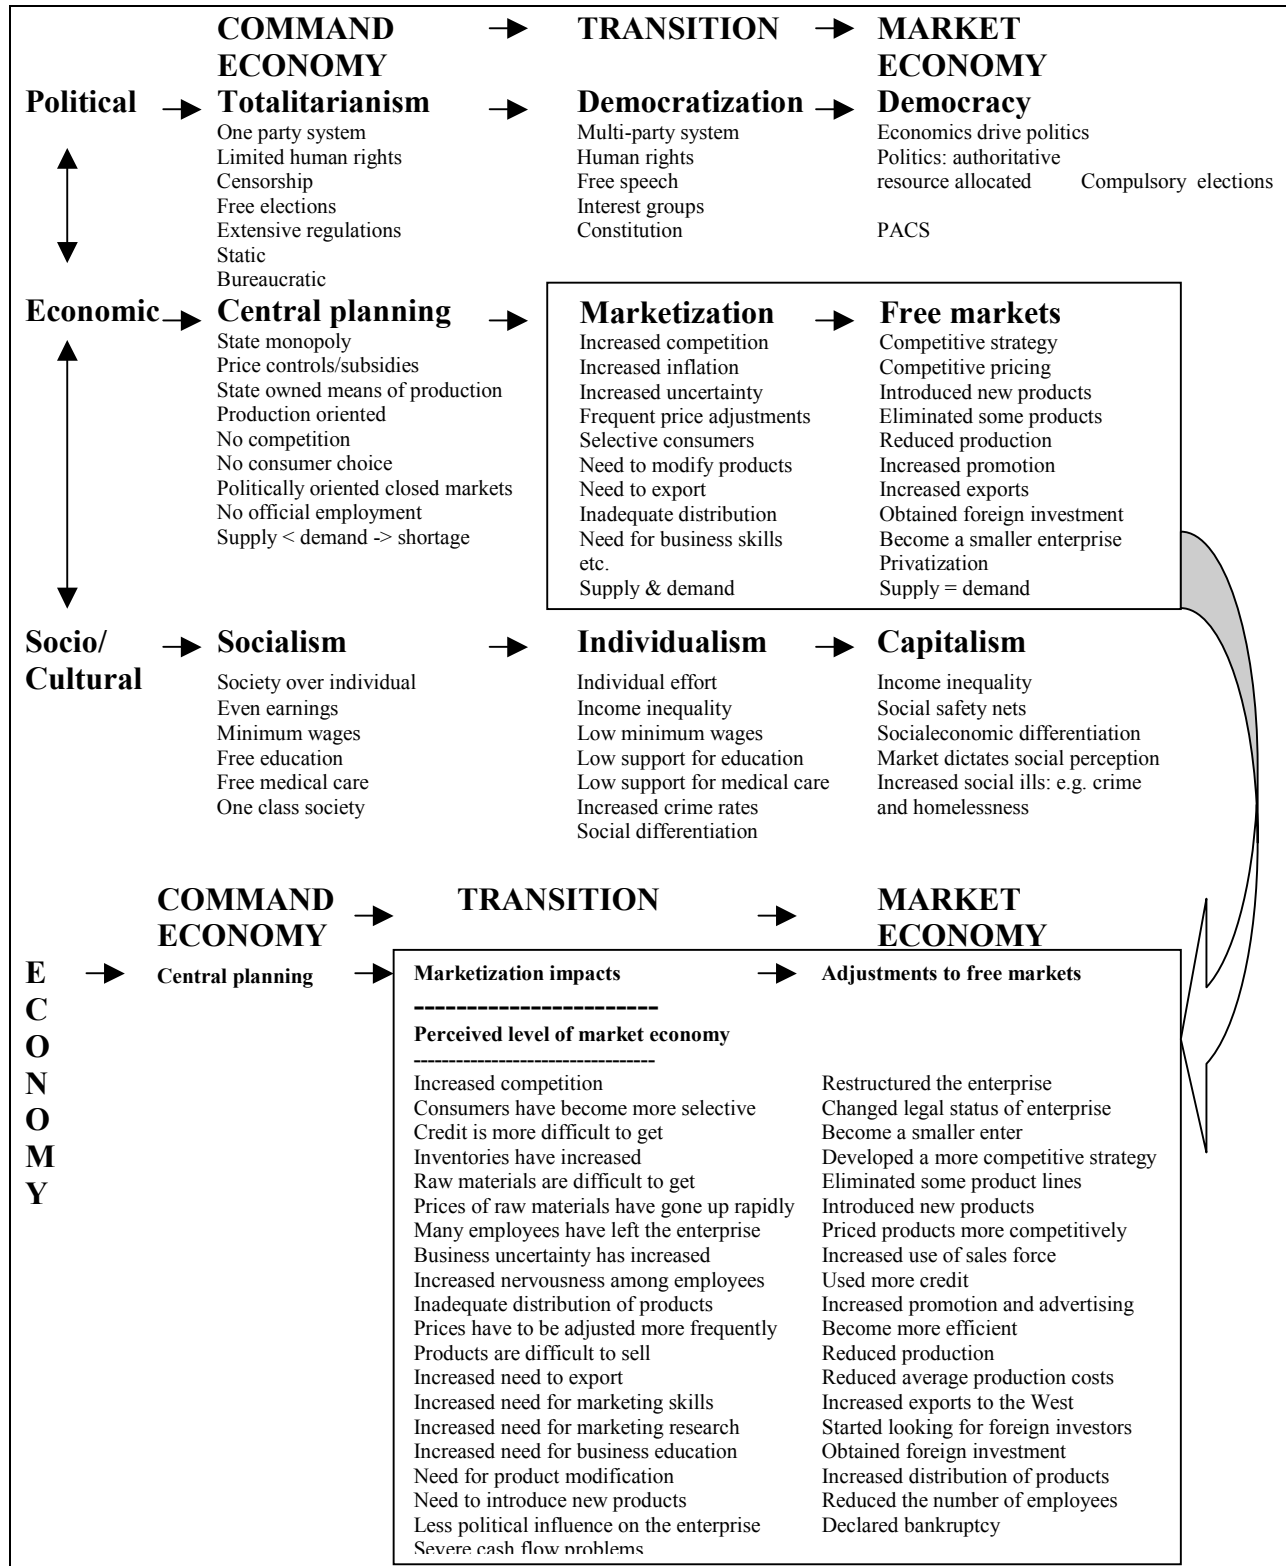 COMMAND ECONOMY TRANSITION MARKET ECONOMY
Political Totalitarianism Democratization Democracy
One party system Multi-party system Economics drive politics
Limited human rights Human rights Politics: authoritative
Censorship Free speech resource allocated Compulsory elections
Free elections Interest groups
Extensive regulations Constitution PACS
Static
Bureaucratic
Economic Central planning Marketization Free markets
State monopoly Increased competition Competitive strategy
Price controls/subsidies Increased inflation Competitive pricing
State owned means of production Increased uncertainty Introduced new products
Production oriented Frequent price adjustments Eliminated some products
No competition Selective consumers Reduced production
No consumer choice Need to modify products Increased promotion
Politically oriented closed markets Need to export Increased exports
No official employment Inadequate distribution Obtained foreign investment
Supply < demand -> shortage Need for business skills Become a smaller enterprise
etc. Privatization
Supply & demand Supply = demand
Socio/ Socialism Individualism Capitalism
Cultural
Society over individual Individual effort Income inequality
Even earnings Income inequality Social safety nets
Minimum wages Low minimum wages Socialeconomic differentiation
Free education Low support for education Market dictates social perception
Free medical care Low support for medical care Increased social ills: e.g. crime
One class society Increased crime rates and homelessness
Social differentiation
COMMAND ECONOMY TRANSITION MARKET ECONOMY
ECONOMY Central planning Marketization impacts Adjustments to free markets
-----------------------
Perceived level of market economy
----------------------------------
Increased competition Restructured the enterprise
Consumers have become more selective Changed legal status of enterprise
Credit is more difficult to get Become a smaller enter
Inventories have increased Developed a more competitive strategy
Raw materials are difficult to get Eliminated some product lines
Prices of raw materials have gone up rapidly Introduced new products
Many employees have left the enterprise Priced products more competitively
Business uncertainty has increased Increased use of sales force
Increased nervousness among employees Used more credit
Inadequate distribution of products Increased promotion and advertising
Prices have to be adjusted more frequently Become more efficient
Products are difficult to sell Reduced production
Increased need to export Reduced average production costs
Increased need for marketing skills Increased exports to the West
Increased need for marketing research Started looking for foreign investors
Increased need for business education Obtained foreign investment
Need for product modification Increased distribution of products
Need to introduce new products Reduced the number of employees
Less political influence on the enterprise Declared bankruptcy
Severe cash flow problems